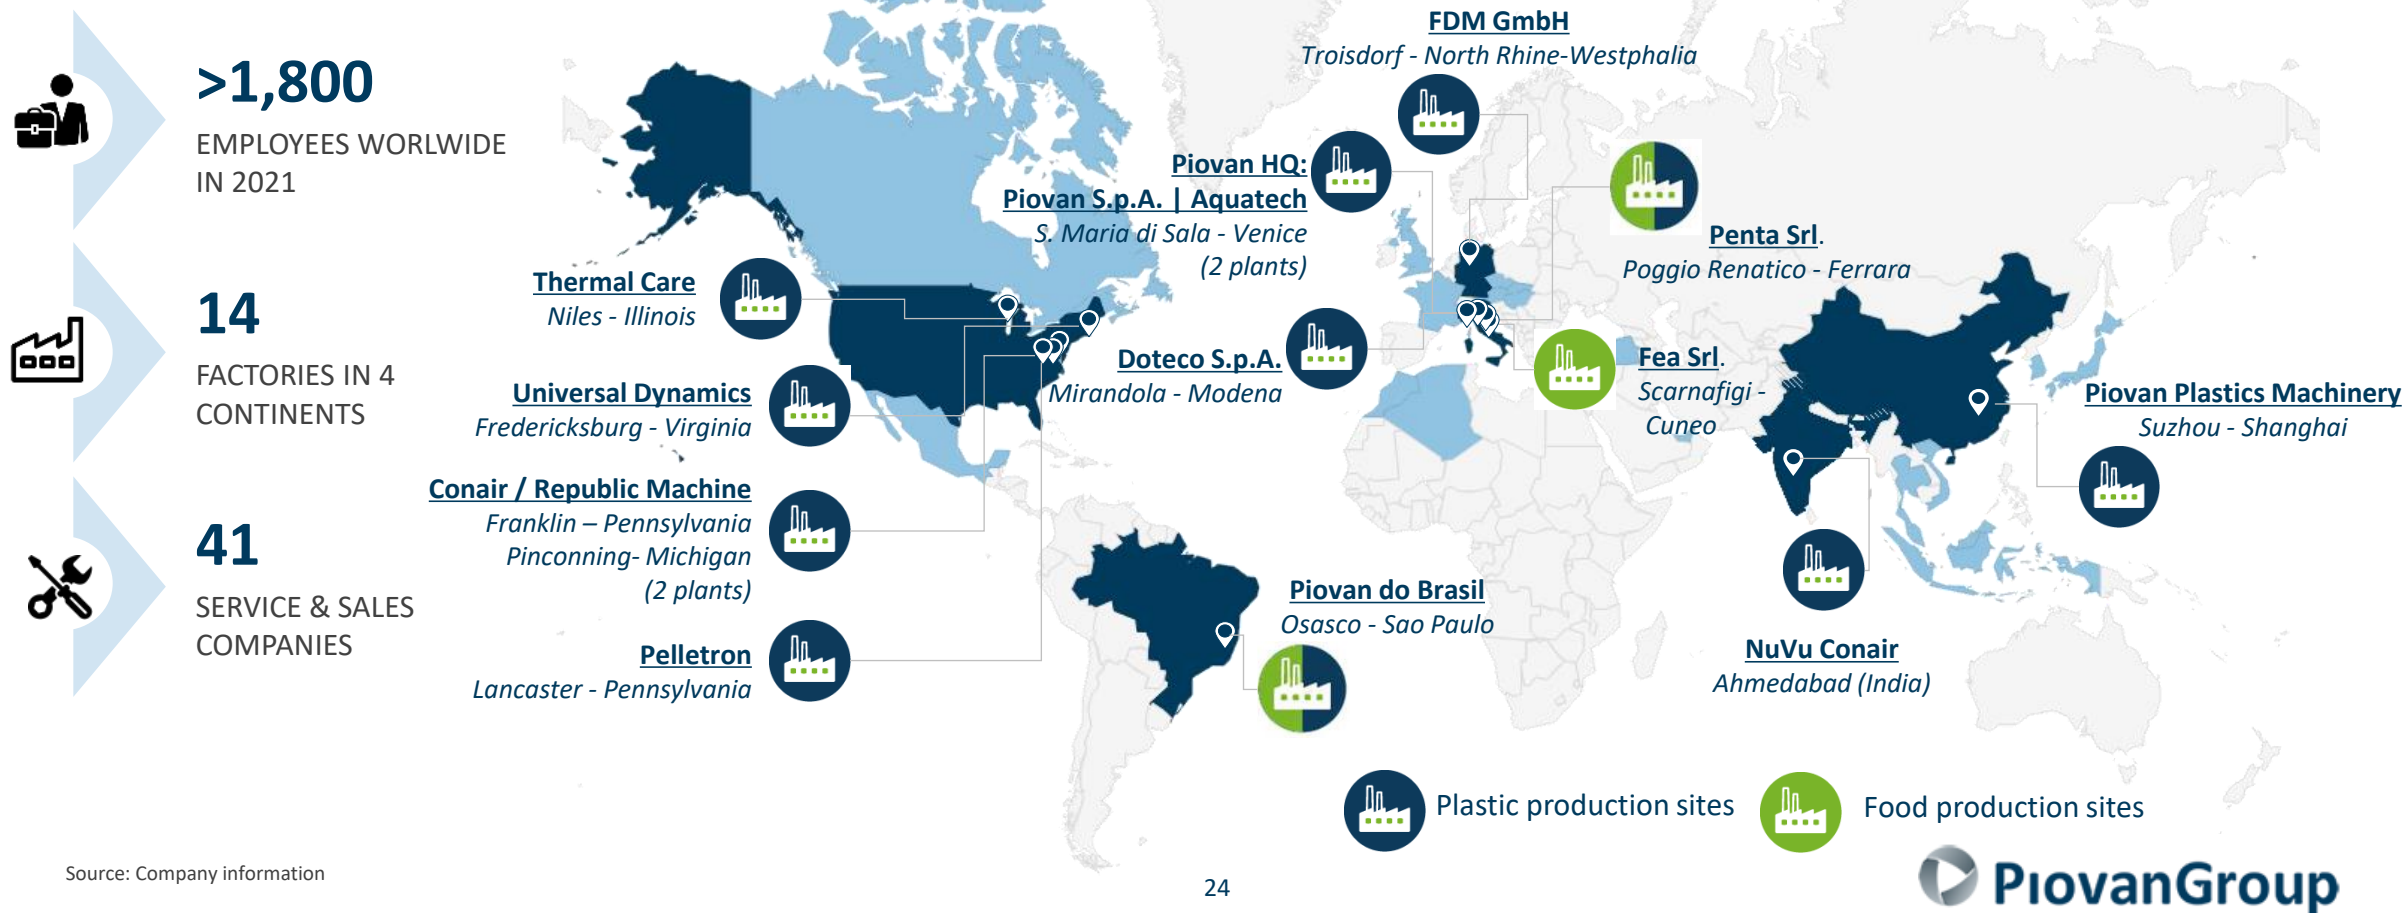 >1,800
EMPLOYEES WORLWIDE
IN 2021
14
FACTORIES IN 4
CONTINENTS
41
SERVICE & SALES
COMPANIES
Thermal Care
Niles - Illinois
Universal Dynamics
Fredericksburg - Virginia
Conair / Republic Machine
Franklin – Pennsylvania
Pinconning- Michigan
(2 plants)
Pelletron
Lancaster - Pennsylvania
FDM GmbH
Troisdorf - North Rhine-Westphalia
Piovan HQ:
Piovan S.p.A. | Aquatech
S. Maria di Sala - Venice
(2 plants)
Penta Srl.
Poggio Renatico - Ferrara
Doteco S.p.A.
Mirandola - Modena
Fea Srl.
Scarnafigi -
Cuneo
Piovan Plastics Machinery
Suzhou - Shanghai
Piovan do Brasil
Osasco - Sao Paulo
NuVu Conair
Ahmedabad (India)
Plastic production sites
Food production sites
Source: Company information
24
PiovanGroup